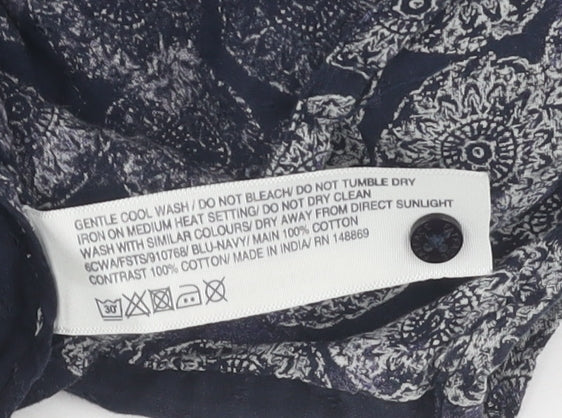 GENTLE COOL WASH / DO NOT BLEACH/ DO NOT TUMBLE DRY
IRON ON MEDIUM HEAT SETTING/ DO NOT DRY CLEAN
WASH WITH SIMILAR COLOURS/ DRY AWAY FROM DIRECT SUNLIGHT
6CWA/FSTS/910768/ BLU-NAVY/ MAIN 100% COTTON
CONTRAST 100% COTTON/ MADE IN INDIA/ RN 148869
30°